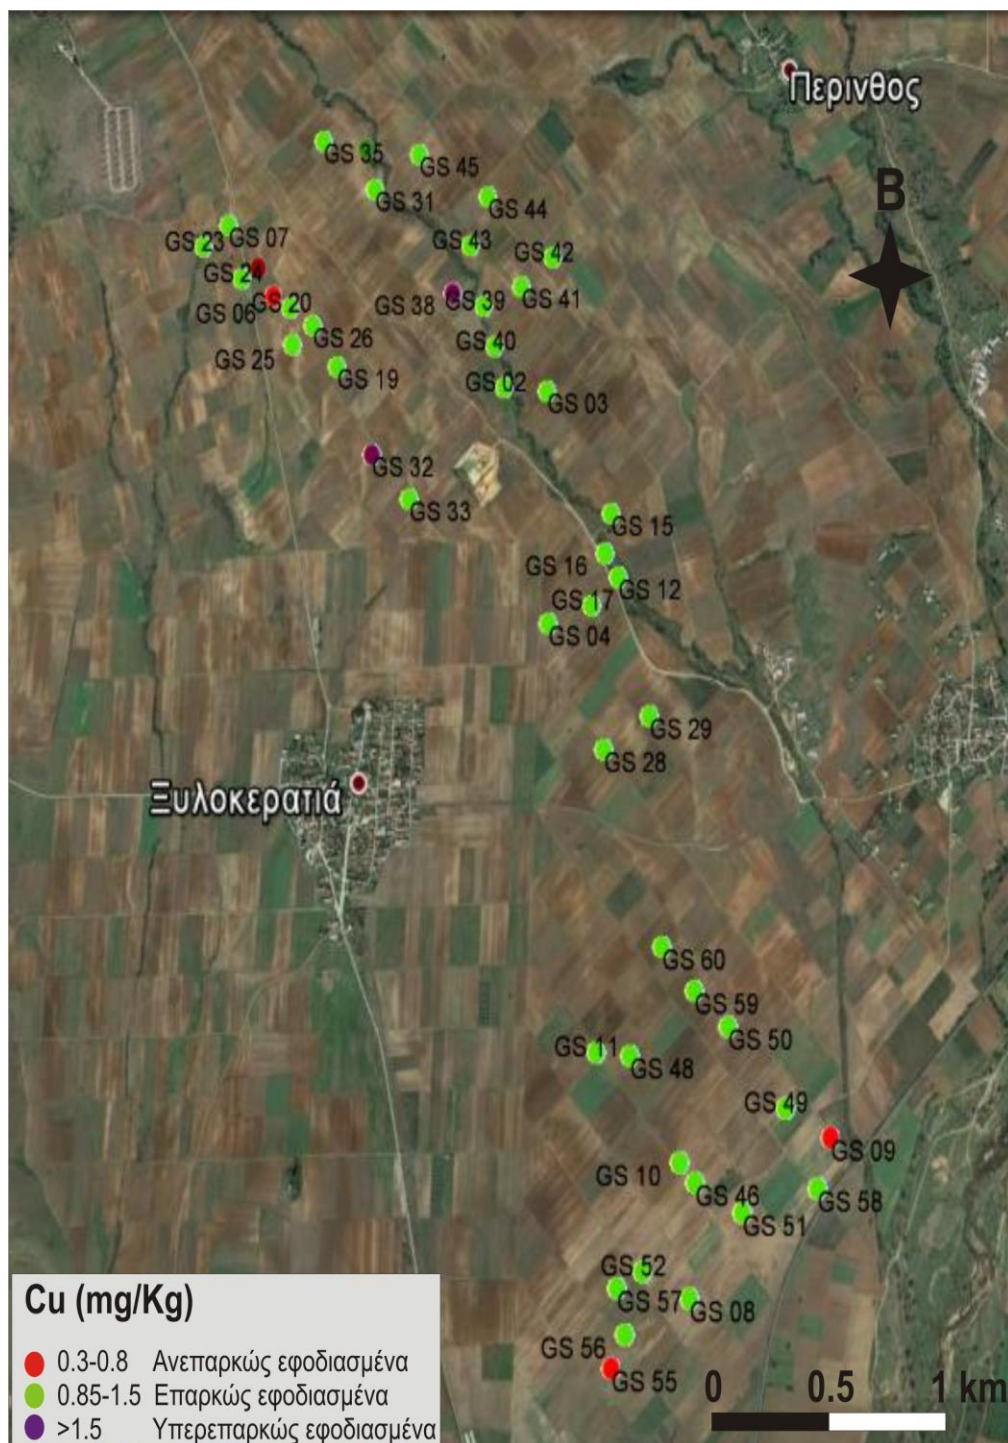 Περινθος
GS 35
GS 45
GS 31
GS 44
B
GS 07
GS 23
GS 43
GS 42
GS 24
GS 41
GS 38
GS 39
GS 06
GS 20
GS 26
GS 25
GS 40
GS 19
GS 02
GS 03
GS 32
GS 33
GS 15
GS 16
GS 12
GS 17
GS 04
GS 29
GS 28
Ξυλοκερατιά
GS 60
GS 59
GS 50
GS 11
GS 48
GS 49
GS 09
GS 10
GS 46
GS 58
GS 51
GS 52
GS 57
GS 08
GS 56
GS 55
Cu (mg/Kg)
0.3-0.8 Ανεπαρκώς εφοδιασμένα
0.85-1.5 Επαρκώς εφοδιασμένα
>1.5 Υπερεπαρκώς εφοδιασμένα
0 0.5 1 km